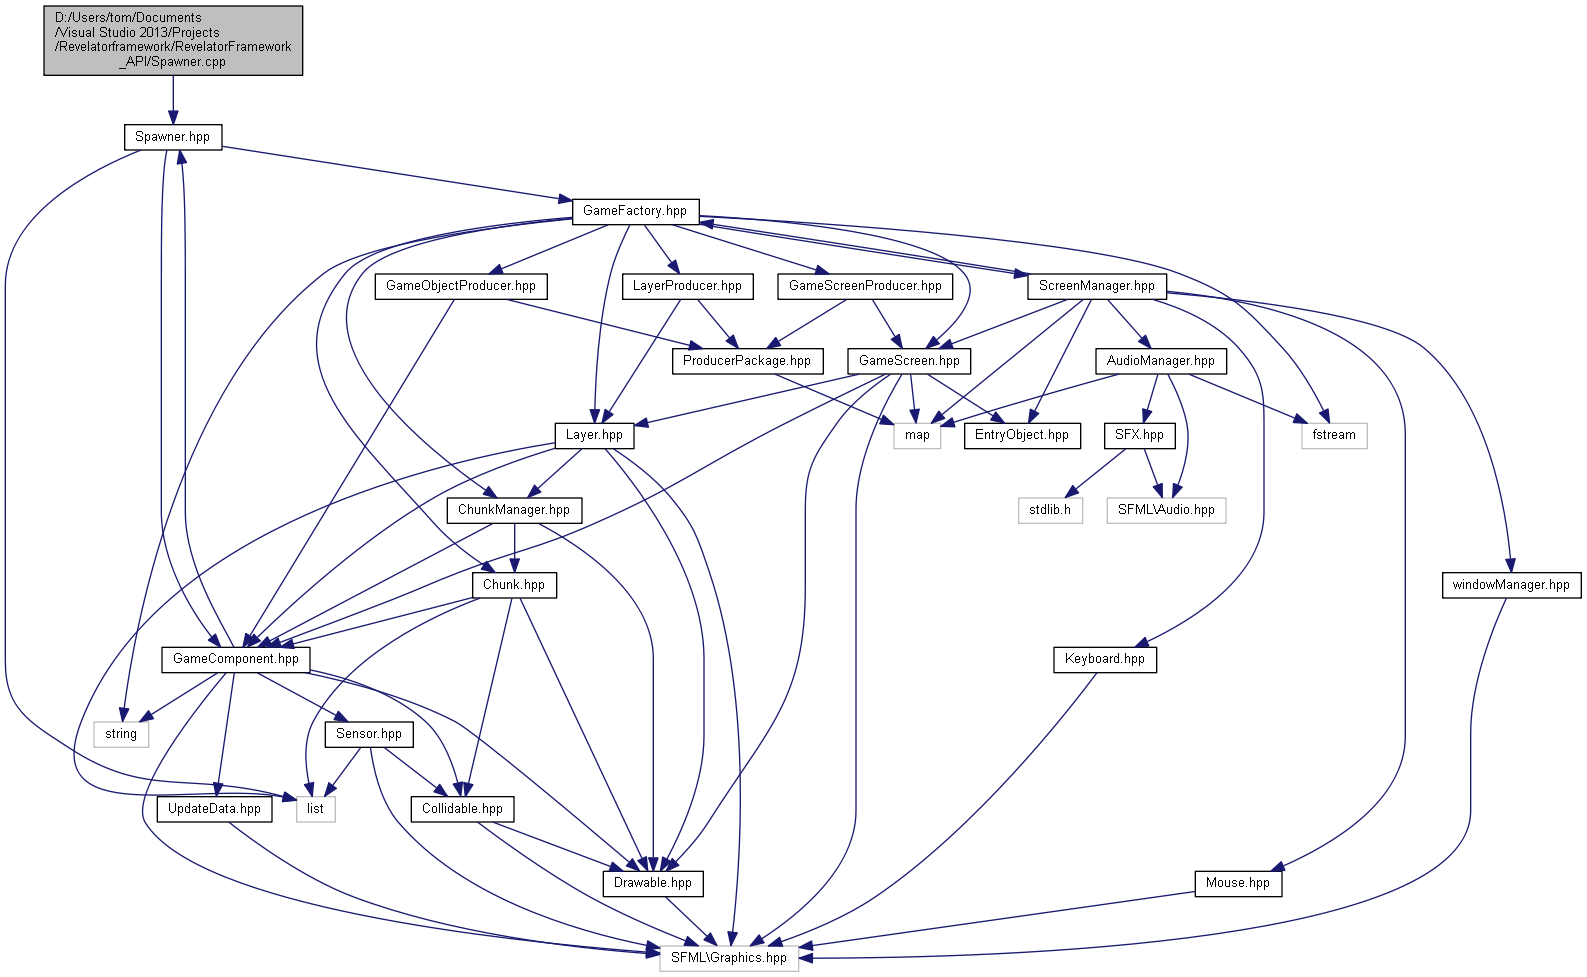 D:/Users/tom/Documents
/Visual Studio 2013/Projects
/Revelatorframework/RevelatorFramework
_API/Spawner.cpp
Spawner.hpp
GameFactory.hpp
GameObjectProducer.hpp
LayerProducer.hpp
GameScreenProducer.hpp
ScreenManager.hpp
ProducerPackage.hpp
GameScreen.hpp
AudioManager.hpp
Layer.hpp
map
EntryObject.hpp
SFX.hpp
fstream
ChunkManager.hpp
stdlib.h
SFML\Audio.hpp
Chunk.hpp
windowManager.hpp
GameComponent.hpp
Keyboard.hpp
string
Sensor.hpp
UpdateData.hpp
list
Collidable.hpp
Drawable.hpp
Mouse.hpp
SFML\Graphics.hpp